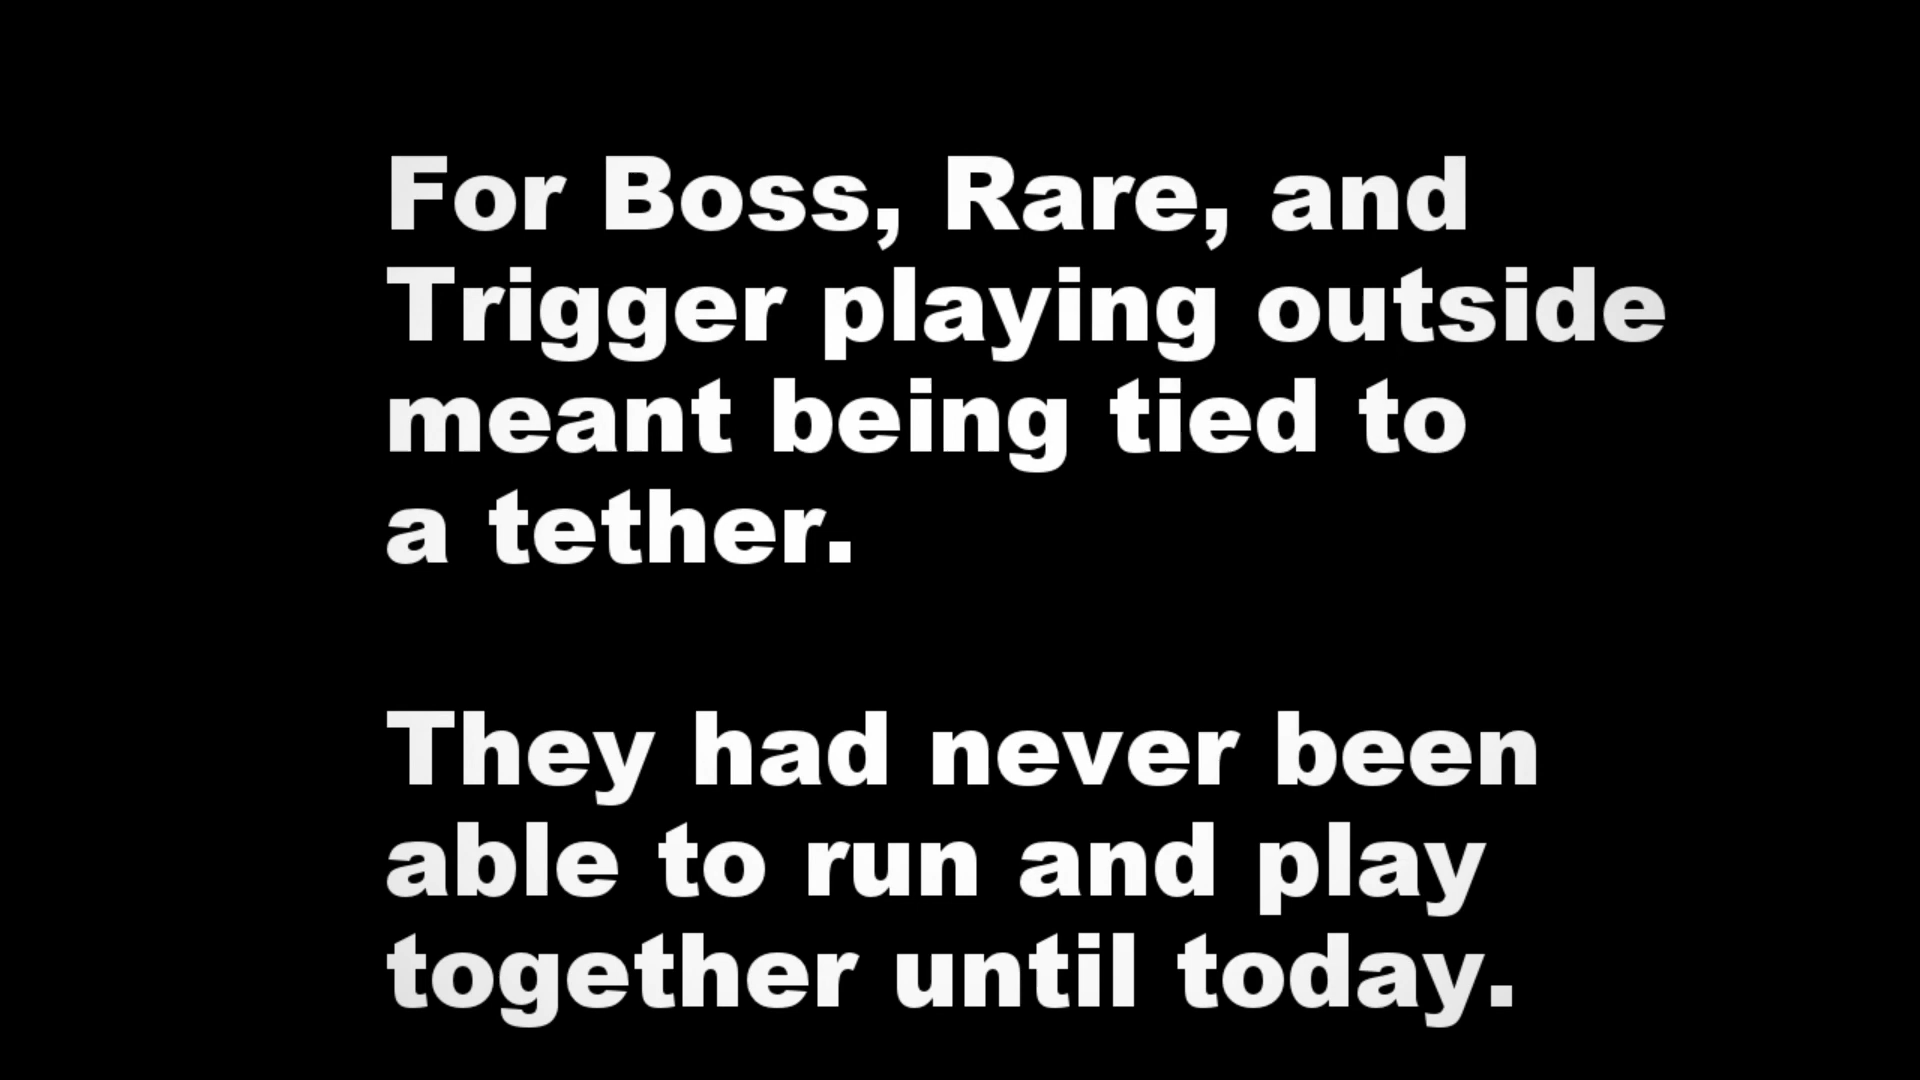 For Boss, Rare, and
Trigger playing outside
meant being tied to
a tether.
They had never been
able to run and play
together until today.